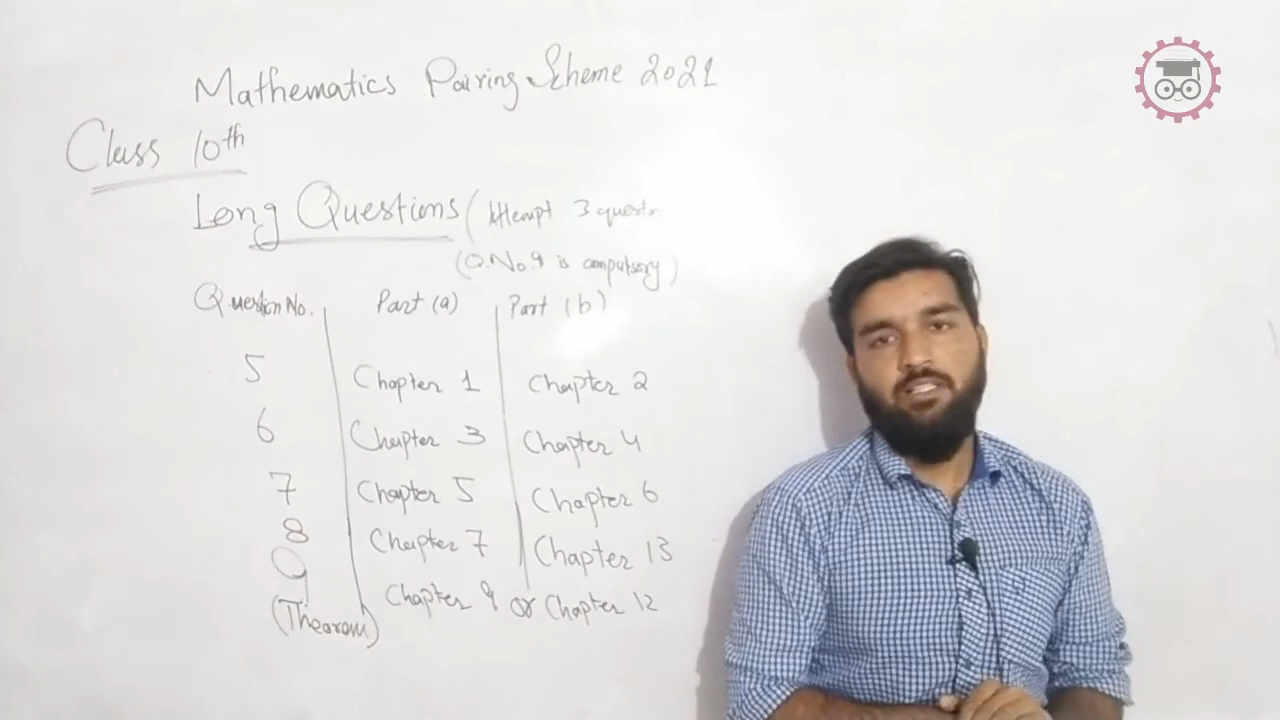 Mathematics Pairing Scheme 2021
Class 10th
Long Questions (Attempt 3 questn
(Q.No.9 is compulsory)
Question No. Part (a) Part (b)
5 Chapter 1 Chapter 2
6 Chapter 3 Chapter 4
7 Chapter 5 Chapter 6
8 Chapter 7 Chapter 13
9 Chapter 9 or Chapter 12
(Theorem)